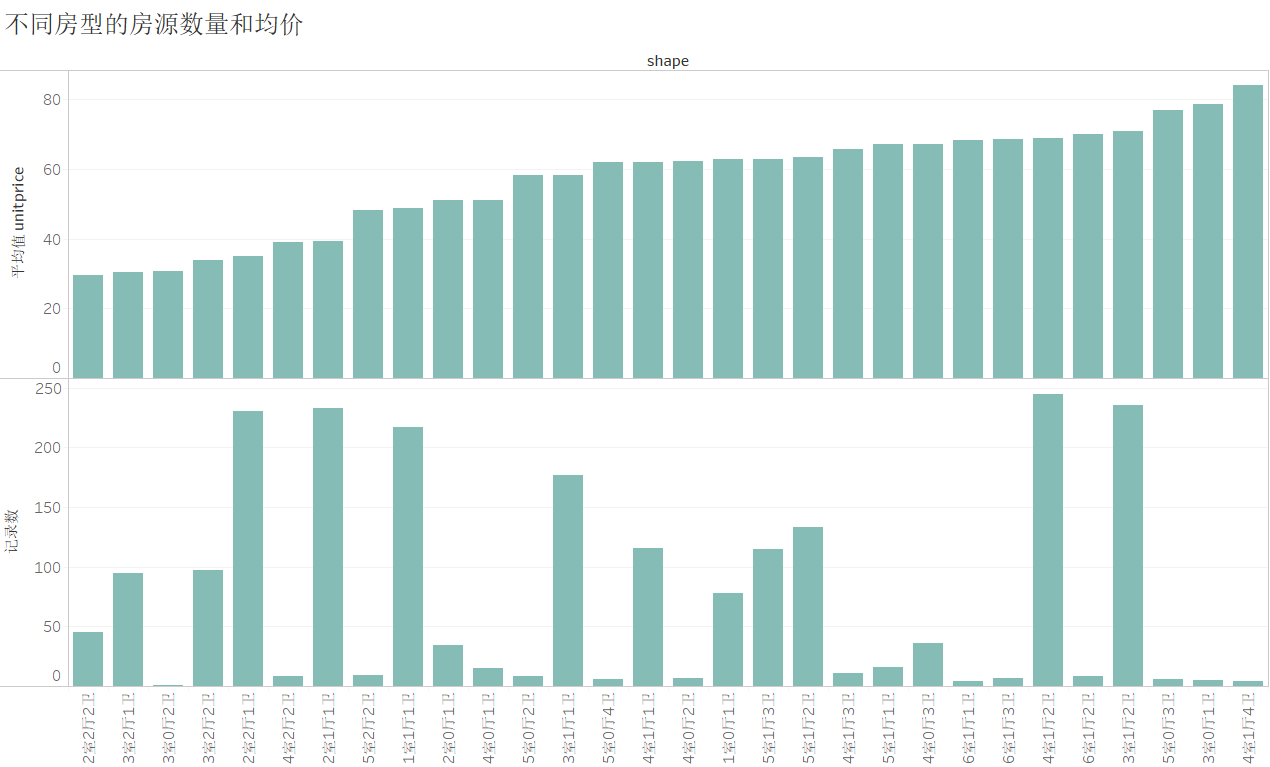 不同房型的房源数量和均价
shape
80
60
40
20
0
平均值 unitprice
250
200
150
100
50
0
记录数
2室2厅2卫
3室2厅1卫
3室0厅2卫
3室2厅2卫
2室2厅1卫
4室2厅2卫
2室1厅1卫
5室2厅2卫
1室1厅1卫
2室0厅1卫
4室0厅1卫
5室0厅2卫
3室1厅1卫
5室0厅4卫
4室1厅1卫
4室0厅2卫
1室0厅1卫
5室1厅3卫
5室1厅2卫
4室1厅3卫
5室1厅1卫
4室0厅3卫
6室1厅1卫
6室1厅3卫
4室1厅2卫
6室1厅2卫
3室1厅2卫
5室0厅3卫
3室0厅1卫
4室1厅4卫